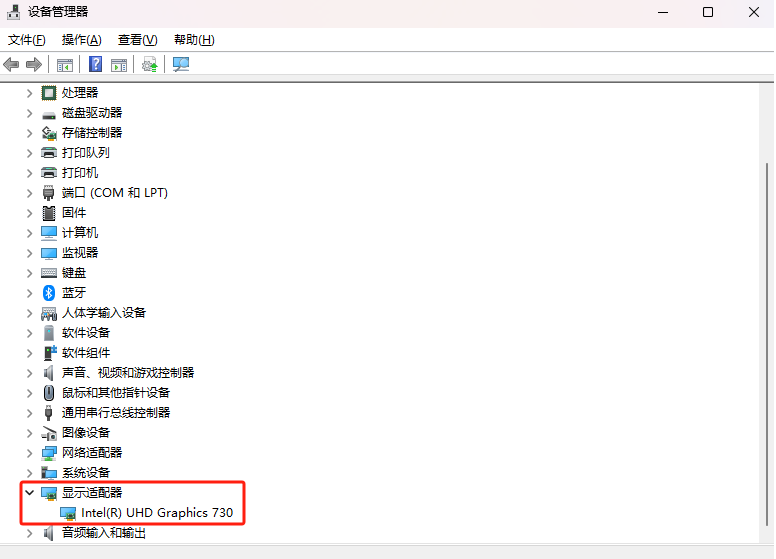 设备管理器
文件(F) 操作(A) 查看(V) 帮助(H)
处理器
磁盘驱动器
存储控制器
打印队列
打印机
端口 (COM 和 LPT)
固件
计算机
监视器
键盘
蓝牙
人体学输入设备
软件设备
软件组件
声音、视频和游戏控制器
鼠标和其他指针设备
通用串行总线控制器
图像设备
网络适配器
系统设备
显示适配器
Intel(R) UHD Graphics 730
音频输入和输出